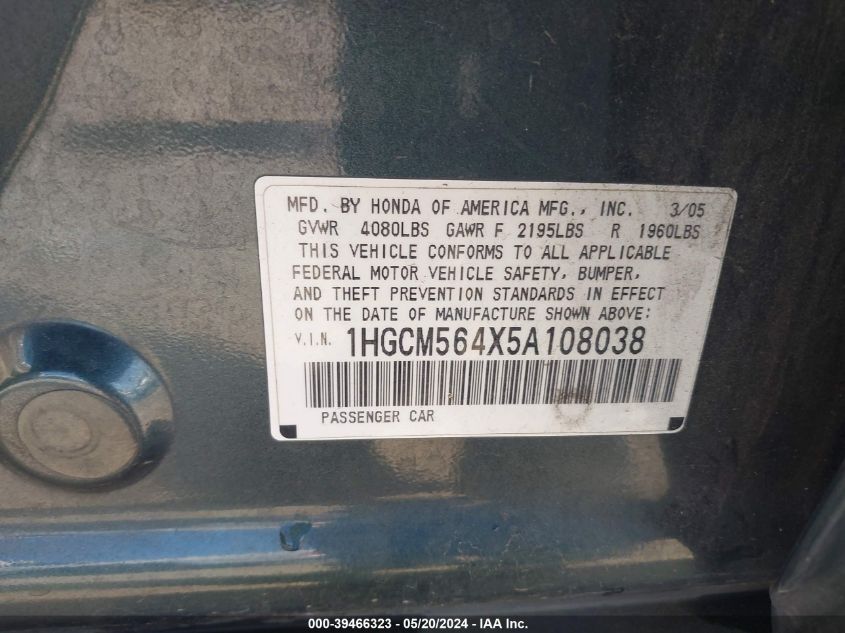 MFD. BY HONDA OF AMERICA MFG., INC. 3/05
GVWR 4080LBS GAWR F 2195LBS R 1960LBS
THIS VEHICLE CONFORMS TO ALL APPLICABLE
FEDERAL MOTOR VEHICLE SAFETY, BUMPER,
AND THEFT PREVENTION STANDARDS IN EFFECT
ON THE DATE OF MANUFACTURE SHOWN ABOVE:
V.I.N. 1HGCM564X5A108038
PASSENGER CAR
000-39466323 - 05/20/2024 - IAA Inc.